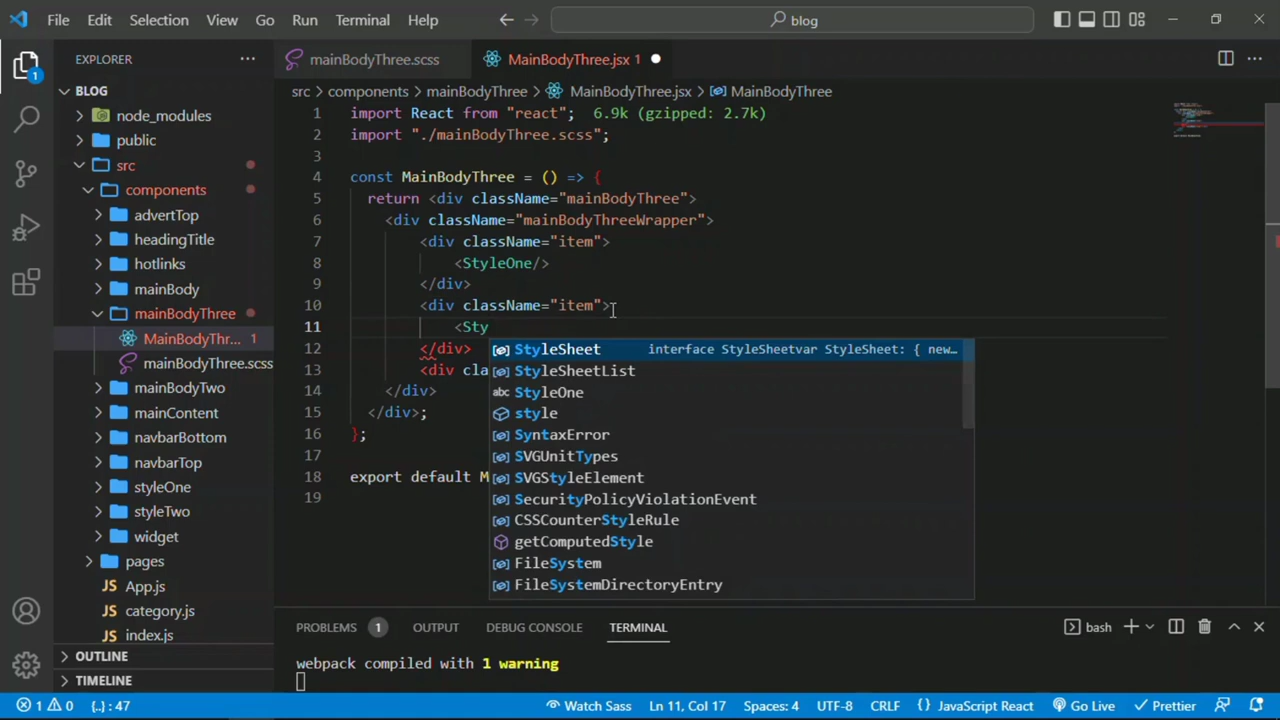 File Edit Selection View Go Run Terminal Help
blog
EXPLORER
mainBodyThree.scss
MainBodyThree.jsx 1
1
src > components > mainBodyThree > MainBodyThree.jsx > MainBodyThree
BLOG
node_modules
public
src
components
advertTop
headingTitle
hotlinks
mainBody
mainBodyThree
MainBodyThr... 1
mainBodyThree.scss
mainBodyTwo
mainContent
navbarBottom
navbarTop
styleOne
styleTwo
widget
pages
JS App.js
JS category.js
JS index.js
OUTLINE
TIMELINE
1 import React from "react"; 6.9k (gzipped: 2.7k)
2 import "./mainBodyThree.scss";
3
4 const MainBodyThree = () => {
5 return <div className="mainBodyThree">
6 <div className="mainBodyThreeWrapper">
7 <div className="item">
8 <StyleOne/>
9 </div>
10 <div className="item">
11 <Sty
12 </div>
13 <div cla
14 </div>
15 </div>;
16 };
17
18 export default M
19
StyleSheet interface StyleSheetvar StyleSheet: { new…
StyleSheetList
abc StyleOne
style
SyntaxError
SVGUnitTypes
SVGStyleElement
SecurityPolicyViolationEvent
CSSCounterStyleRule
getComputedStyle
FileSystem
FileSystemDirectoryEntry
PROBLEMS 1 OUTPUT DEBUG CONSOLE TERMINAL
bash
webpack compiled with 1 warning
1 0 {..} : 47
Watch Sass Ln 11, Col 17 Spaces: 4 UTF-8 CRLF {} JavaScript React Go Live Prettier